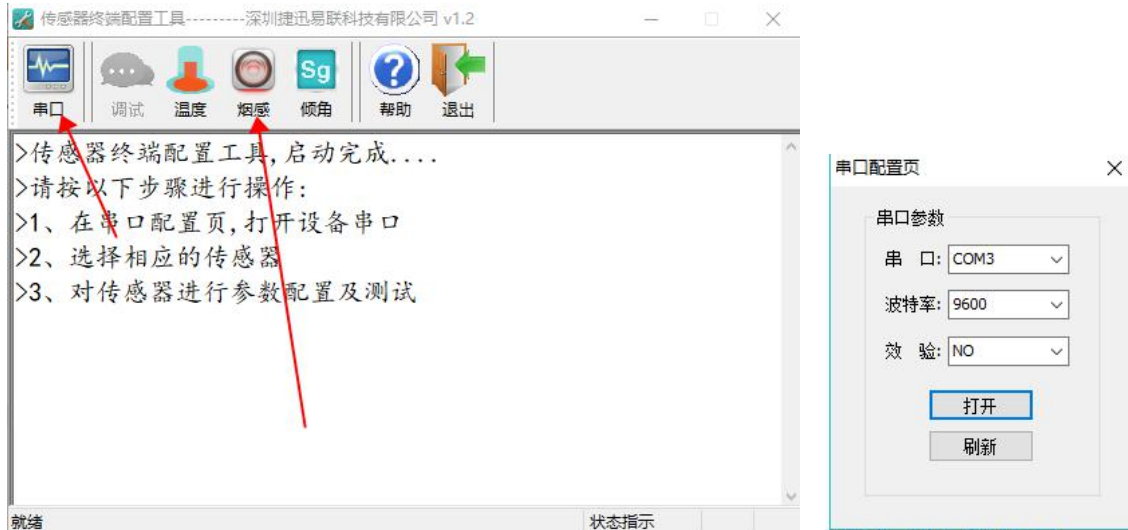 传感器终端配置工具---------深圳捷迅易联科技有限公司 v1.2
串口 调试 温度 烟感 Sg 倾角 帮助 退出
>传感器终端配置工具,启动完成....
>请按以下步骤进行操作:
>1、在串口配置页,打开设备串口
>2、选择相应的传感器
>3、对传感器进行参数配置及测试
就绪 状态指示
串口配置页
串口参数
串 口: COM3
波特率: 9600
效 验: NO
打开
刷新